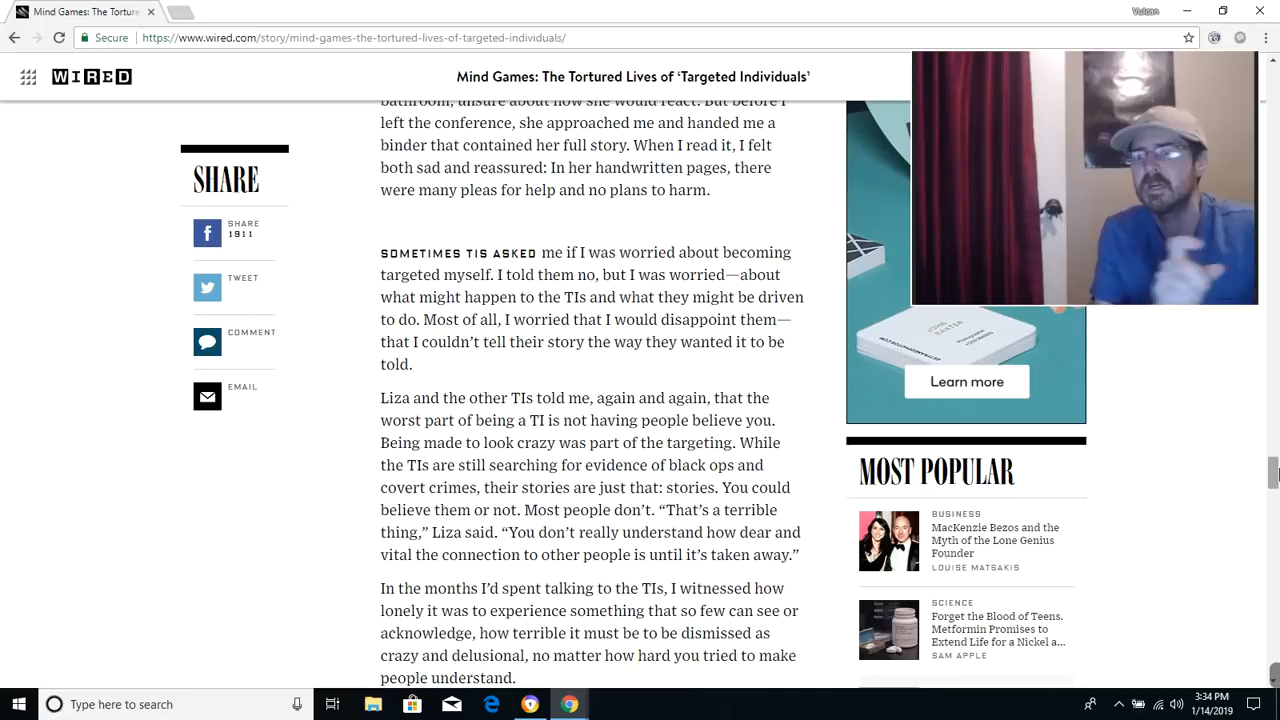 Mind Games: The Torture
Vulcan
Secure https://www.wired.com/story/mind-games-the-tortured-lives-of-targeted-individuals/
WIRED
Mind Games: The Tortured Lives of ‘Targeted Individuals’
bathroom, unsure about how she would react. But before I
left the conference, she approached me and handed me a
binder that contained her full story. When I read it, I felt
both sad and reassured: In her handwritten pages, there
were many pleas for help and no plans to harm.
SOMETIMES TIS ASKED me if I was worried about becoming
targeted myself. I told them no, but I was worried—about
what might happen to the TIs and what they might be driven
to do. Most of all, I worried that I would disappoint them—
that I couldn’t tell their story the way they wanted it to be
told.
Liza and the other TIs told me, again and again, that the
worst part of being a TI is not having people believe you.
Being made to look crazy was part of the targeting. While
the TIs are still searching for evidence of black ops and
covert crimes, their stories are just that: stories. You could
believe them or not. Most people don’t. “That’s a terrible
thing,” Liza said. “You don’t really understand how dear and
vital the connection to other people is until it’s taken away.”
In the months I’d spent talking to the TIs, I witnessed how
lonely it was to experience something that so few can see or
acknowledge, how terrible it must be to be dismissed as
crazy and delusional, no matter how hard you tried to make
people understand.
SHARE
SHARE
1911
TWEET
COMMENT
EMAIL
JOHN
BAXTER
Photographer
Learn more
MOST POPULAR
BUSINESS
MacKenzie Bezos and the
Myth of the Lone Genius
Founder
LOUISE MATSAKIS
SCIENCE
Forget the Blood of Teens.
Metformin Promises to
Extend Life for a Nickel a...
SAM APPLE
Type here to search
3:34 PM
1/14/2019